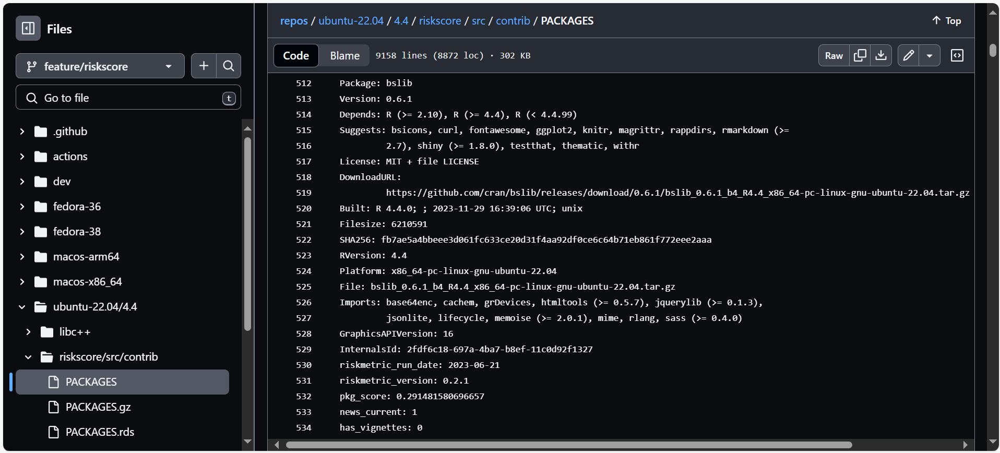 Files
feature/riskscore
Go to file
t
.github
actions
dev
fedora-36
fedora-38
macos-arm64
macos-x86_64
ubuntu-22.04/4.4
libc++
riskscore/src/contrib
PACKAGES
PACKAGES.gz
PACKAGES.rds
repos / ubuntu-22.04 / 4.4 / riskscore / src / contrib / PACKAGES
Top
Code
Blame
9158 lines (8872 loc) · 302 KB
Raw
512 Package: bslib
513 Version: 0.6.1
514 Depends: R (>= 2.10), R (>= 4.4), R (< 4.4.99)
515 Suggests: bsicons, curl, fontawesome, ggplot2, knitr, magrittr, rappdirs, rmarkdown (>=
516 2.7), shiny (>= 1.8.0), testthat, thematic, withr
517 License: MIT + file LICENSE
518 DownloadURL:
519 https://github.com/cran/bslib/releases/download/0.6.1/bslib_0.6.1_b4_R4.4_x86_64-pc-linux-gnu-ubuntu-22.04.tar.gz
520 Built: R 4.4.0; ; 2023-11-29 16:39:06 UTC; unix
521 Filesize: 6210591
522 SHA256: fb7ae5a4bbeee3d061fc633ce20d31f4aa92df0ce6c64b71eb861f772eee2aaa
523 RVersion: 4.4
524 Platform: x86_64-pc-linux-gnu-ubuntu-22.04
525 File: bslib_0.6.1_b4_R4.4_x86_64-pc-linux-gnu-ubuntu-22.04.tar.gz
526 Imports: base64enc, cachem, grDevices, htmltools (>= 0.5.7), jquerylib (>= 0.1.3),
527 jsonlite, lifecycle, memoise (>= 2.0.1), mime, rlang, sass (>= 0.4.0)
528 GraphicsAPIVersion: 16
529 InternalsId: 2fdf6c18-697a-4ba7-b8ef-11c0d92f1327
530 riskmetric_run_date: 2023-06-21
531 riskmetric_version: 0.2.1
532 pkg_score: 0.291481580696657
533 news_current: 1
534 has_vignettes: 0